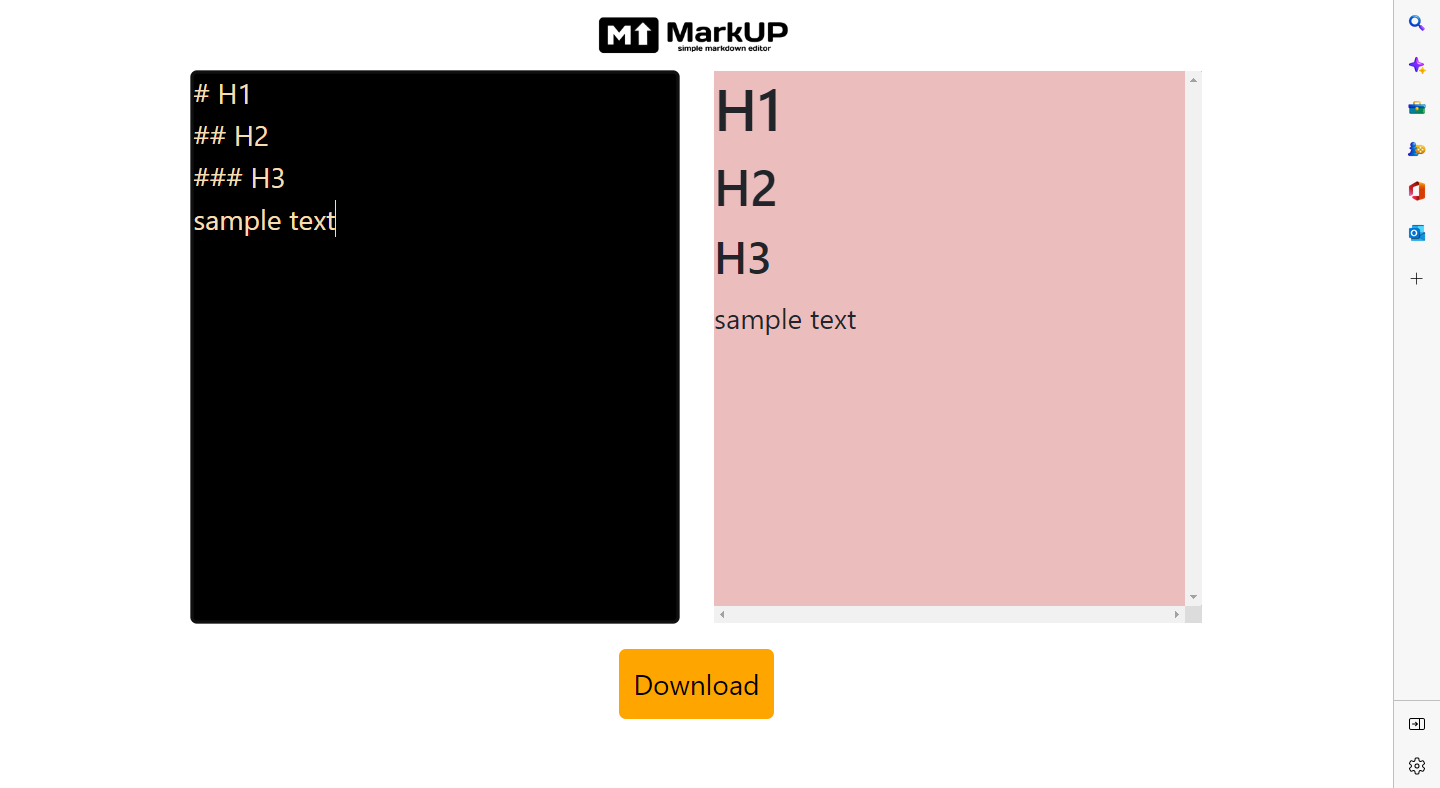 M MarkUP
simple markdown editor
# H1
## H2
### H3
sample text
H1
H2
H3
sample text
Download